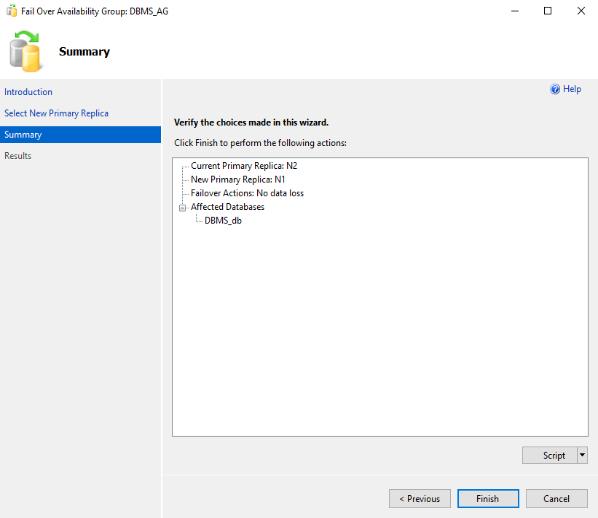 Fail Over Availability Group: DBMS_AG
Summary
Introduction
Help
Select New Primary Replica
Summary
Results
Verify the choices made in this wizard.
Click Finish to perform the following actions:
Current Primary Replica: N2
New Primary Replica: N1
Failover Actions: No data loss
Affected Databases
DBMS_db
Script
< Previous
Finish
Cancel